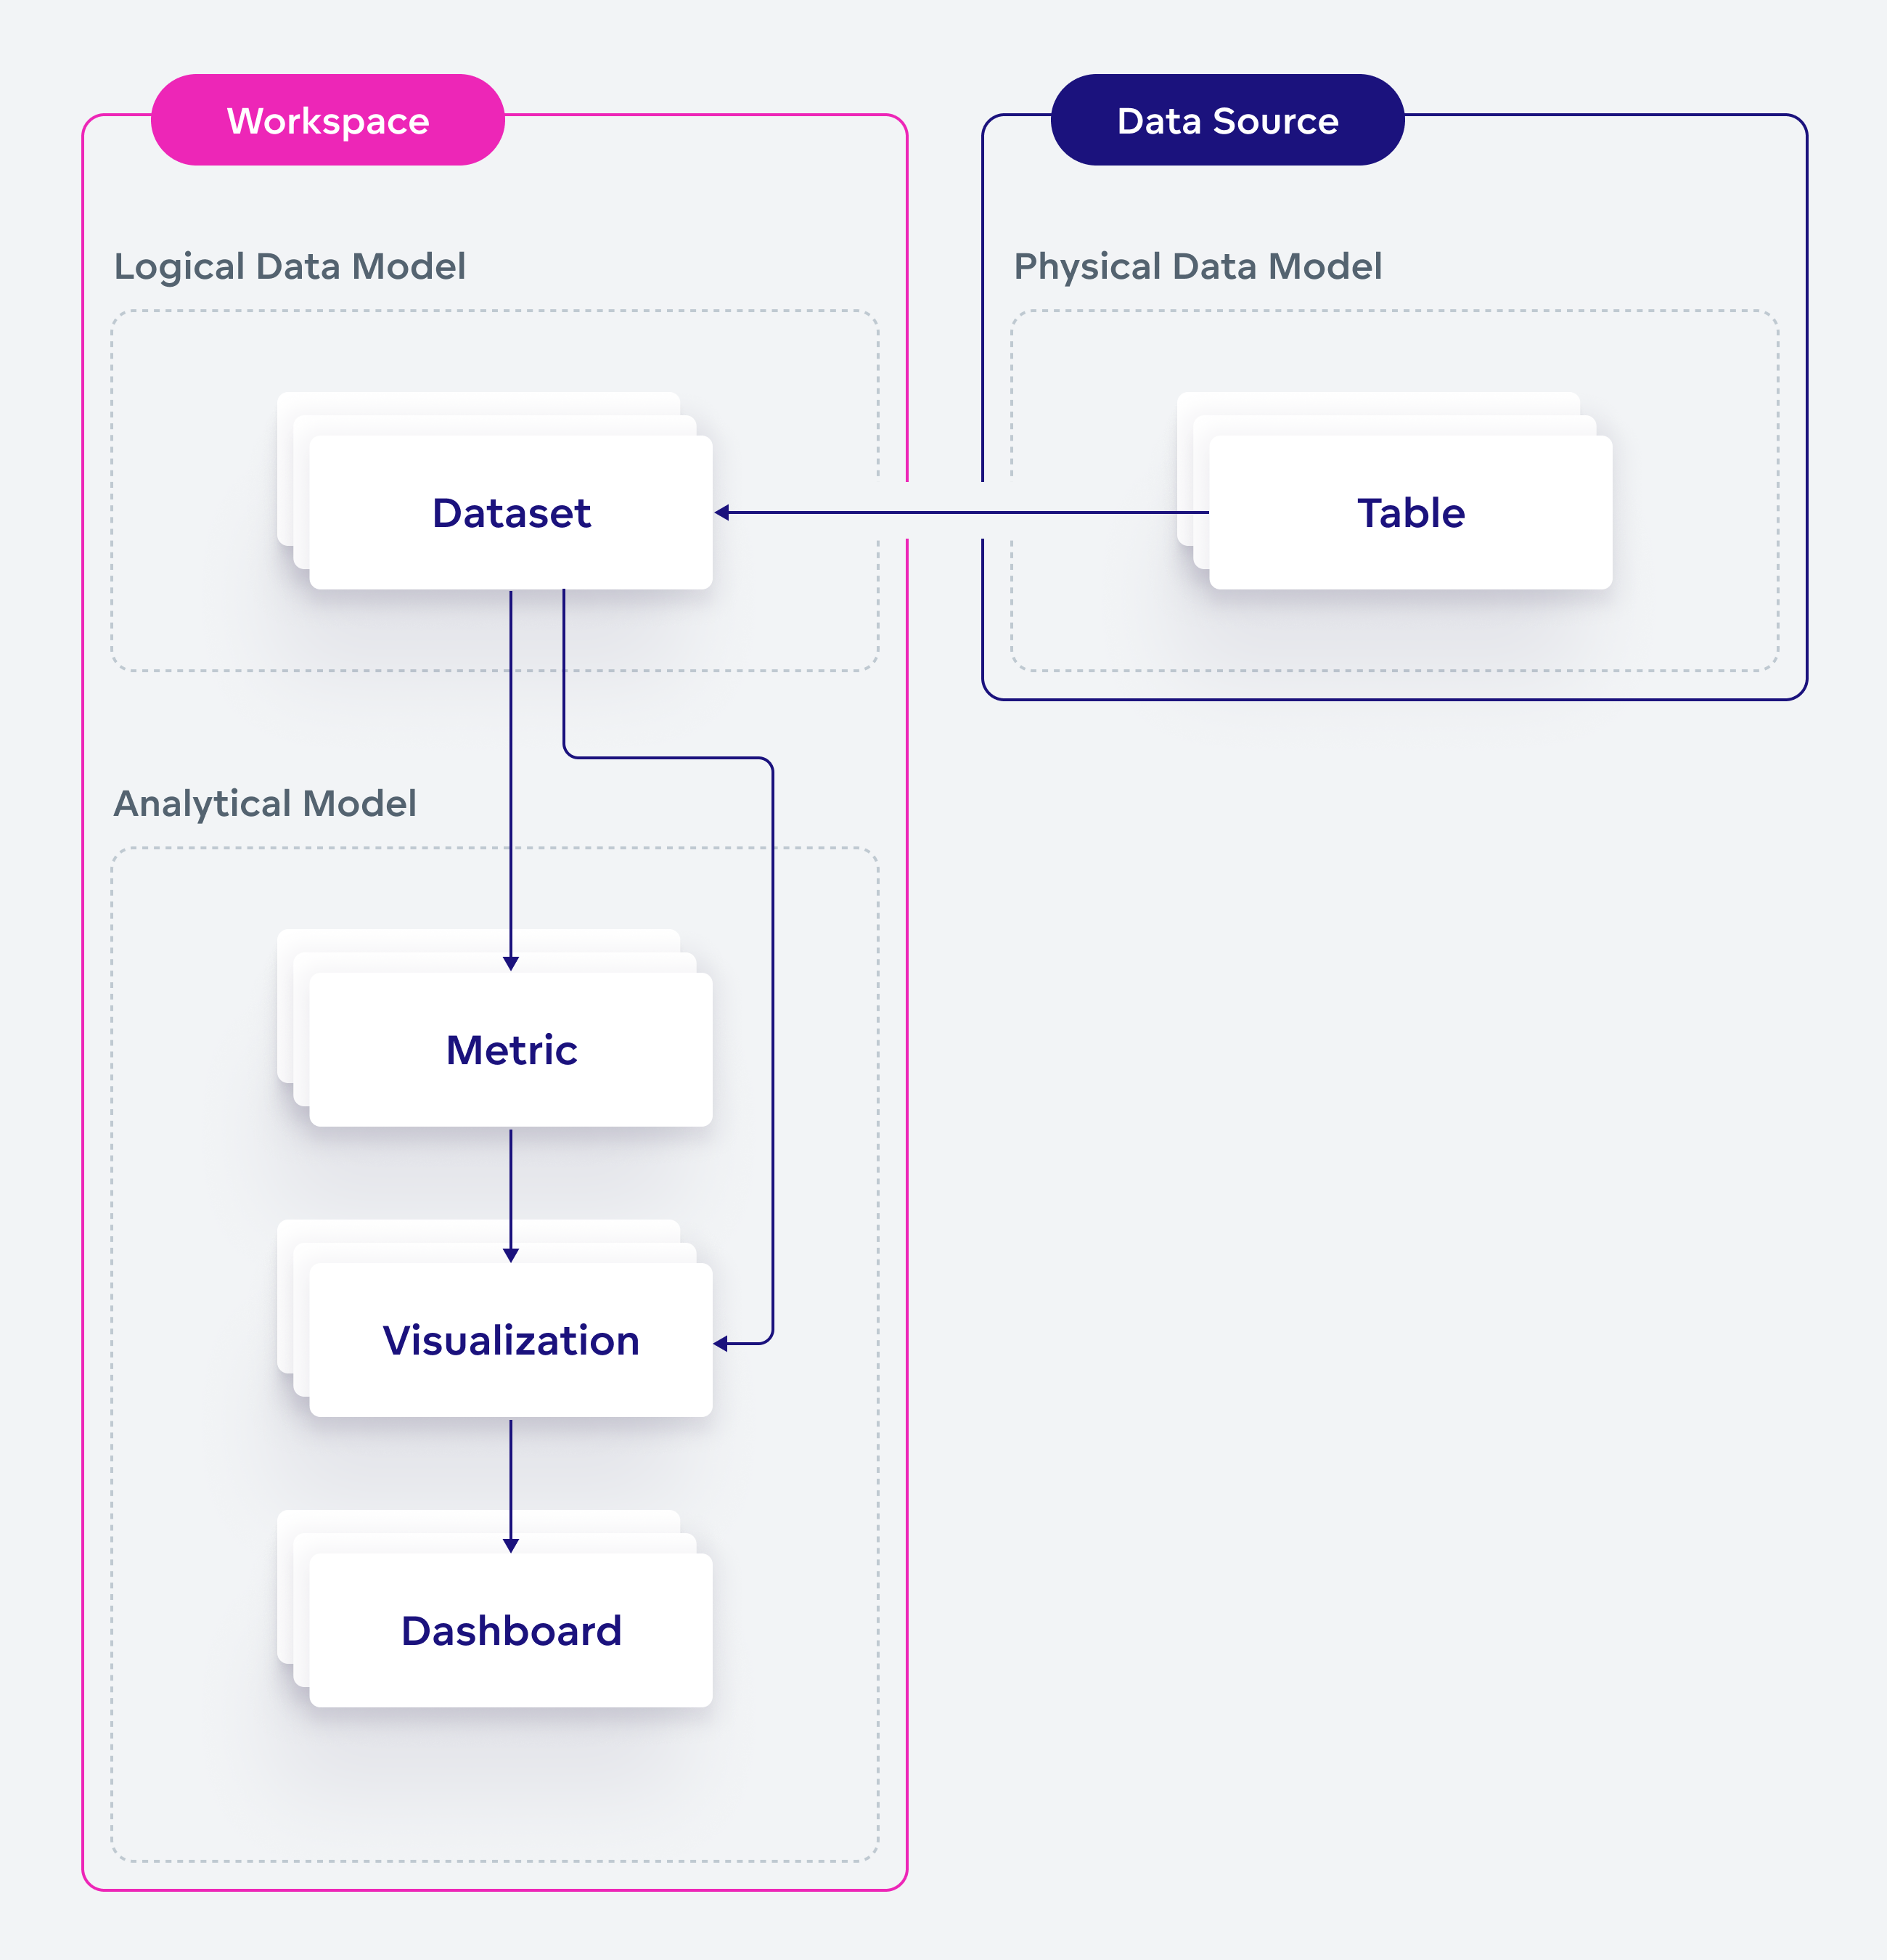 Workspace
Data Source
Logical Data Model
Physical Data Model
Dataset
Table
Analytical Model
Metric
Visualization
Dashboard